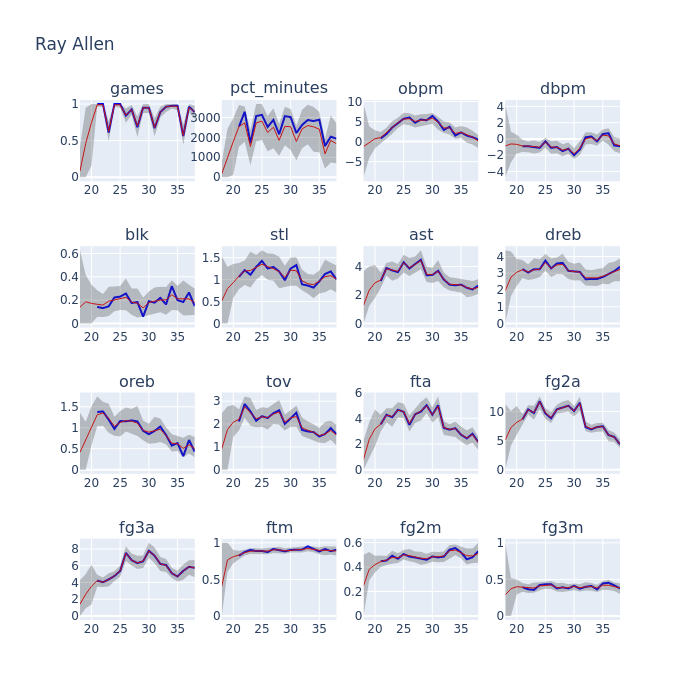 Ray Allen
games pct_minutes obpm dbpm
1 0.5 0
3000 2000 1000 0
10 5 0 −5
4 2 0 −2 −4
20 25 30 35 20 25 30 35 20 25 30 35 20 25 30 35
blk stl ast dreb
0.6 0.4 0.2 0
1.5 1 0.5 0
4 2 0
4 3 2 1 0
20 25 30 35 20 25 30 35 20 25 30 35 20 25 30 35
oreb tov fta fg2a
1.5 1 0.5 0
3 2 1 0
6 4 2 0
10 5 0
20 25 30 35 20 25 30 35 20 25 30 35 20 25 30 35
fg3a ftm fg2m fg3m
8 6 4 2 0
1 0.5 0
0.6 0.4 0.2 0
1 0.5 0
20 25 30 35 20 25 30 35 20 25 30 35 20 25 30 35